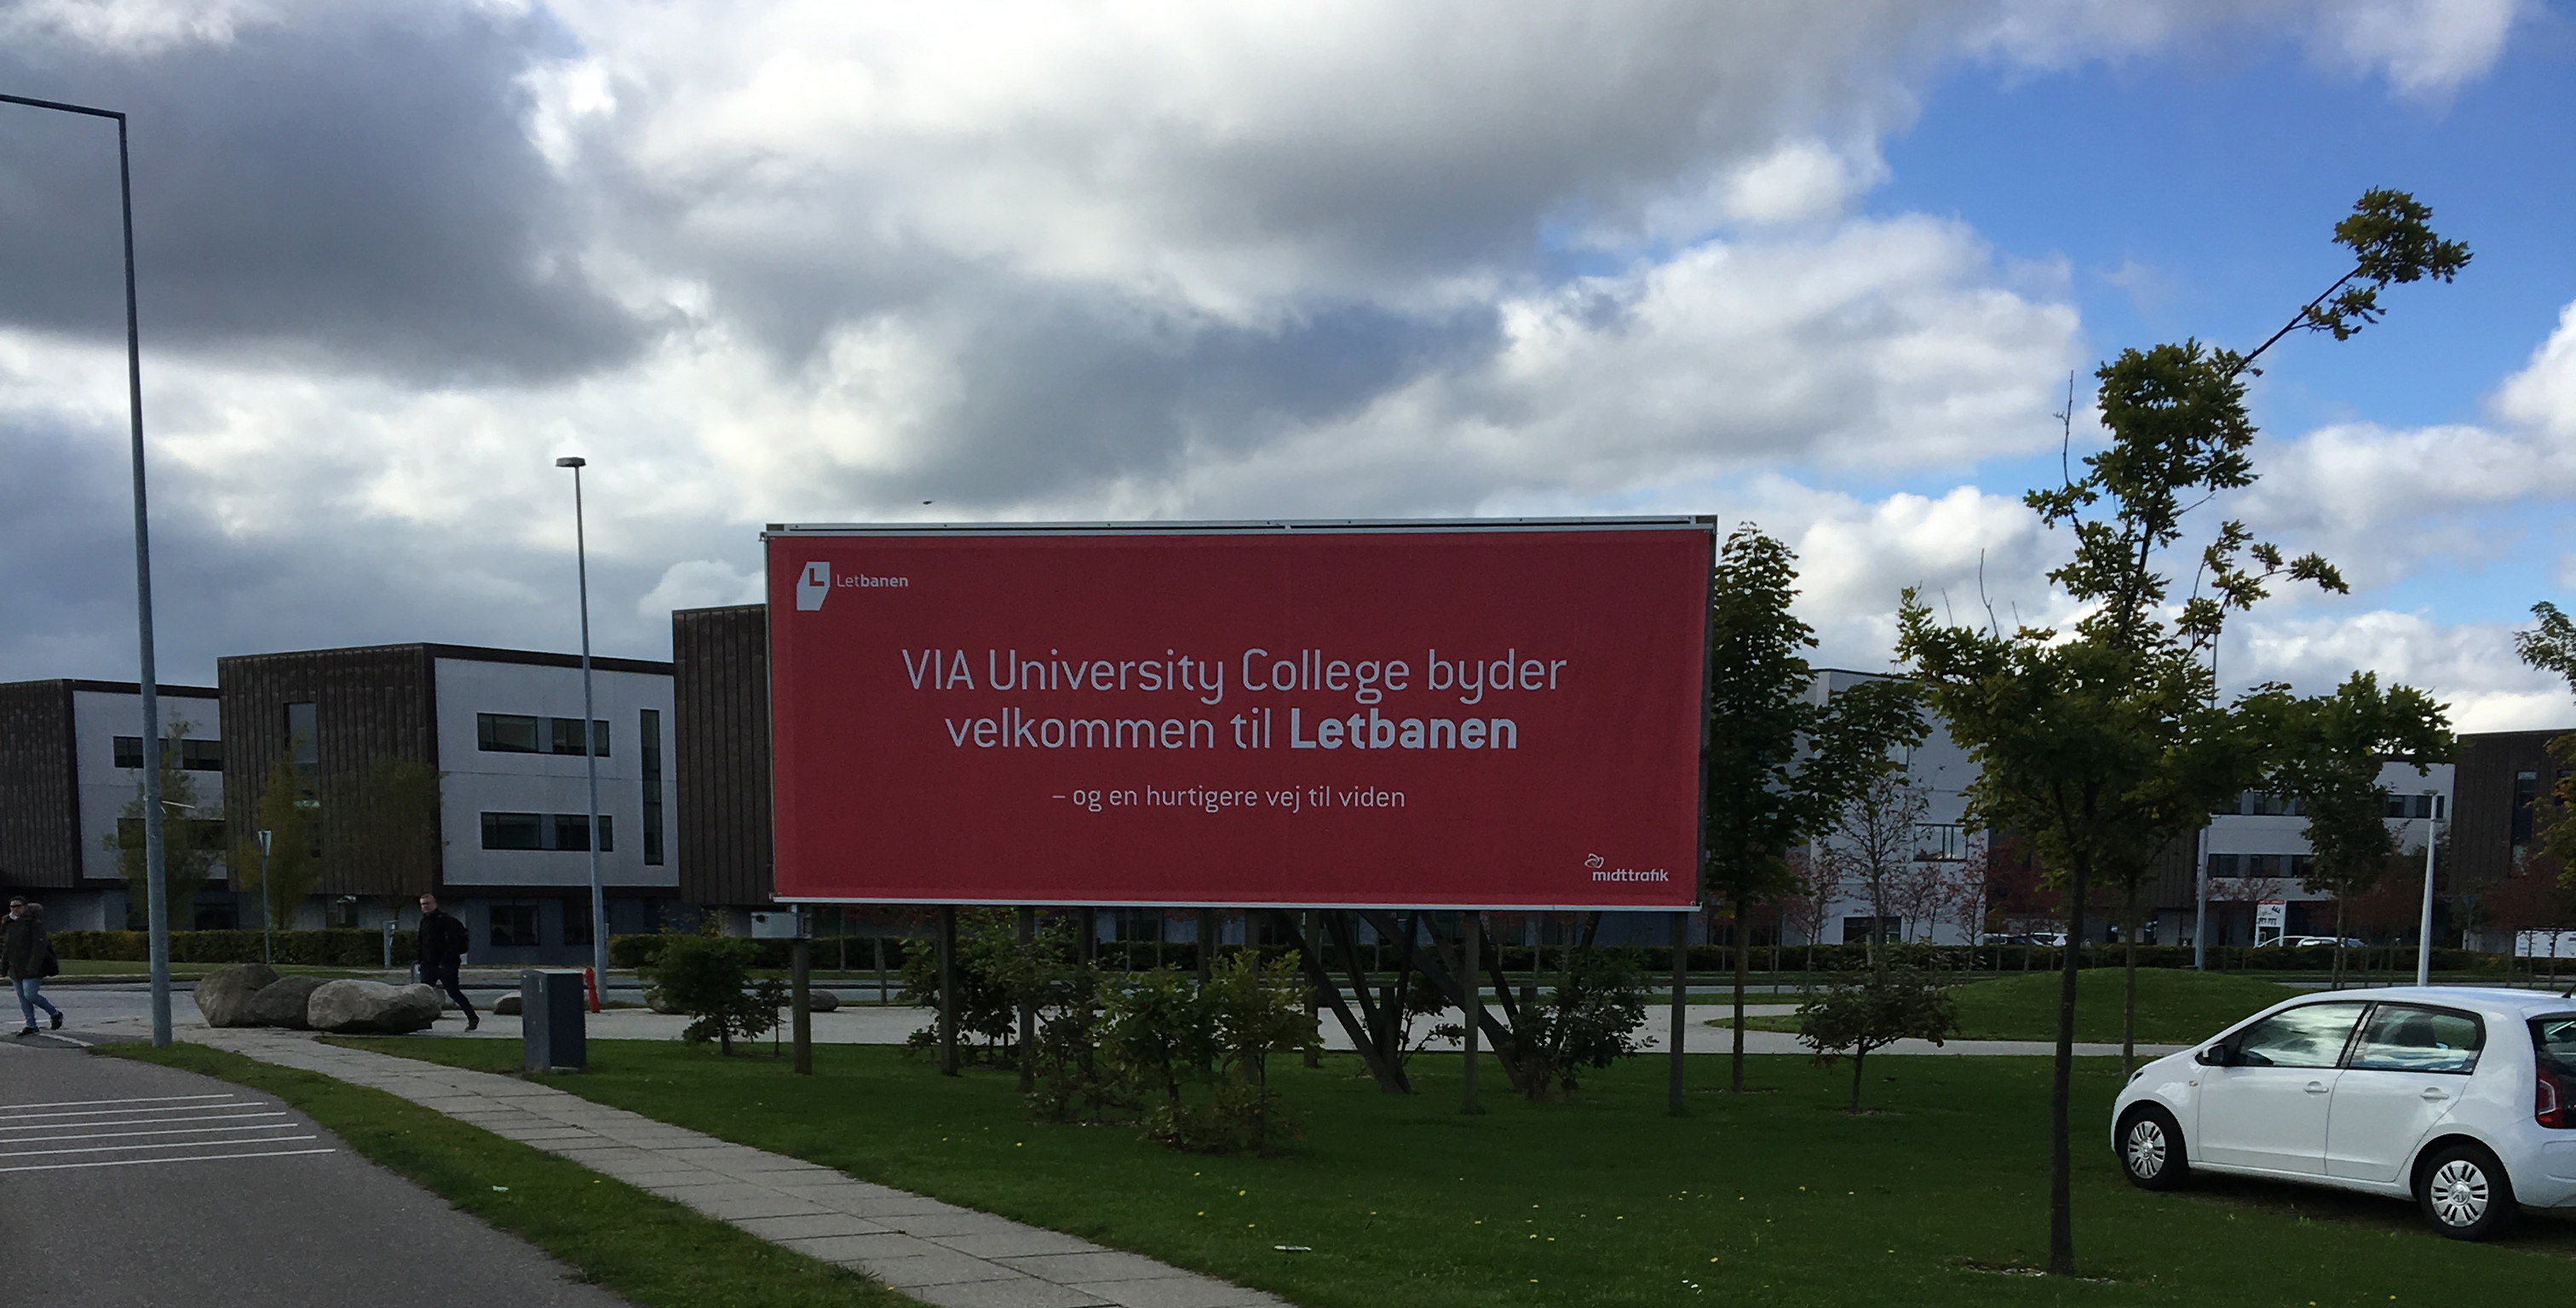 Letbanen
VIA University College byder
velkommen til Letbanen
– og en hurtigere vej til viden
midttrafik